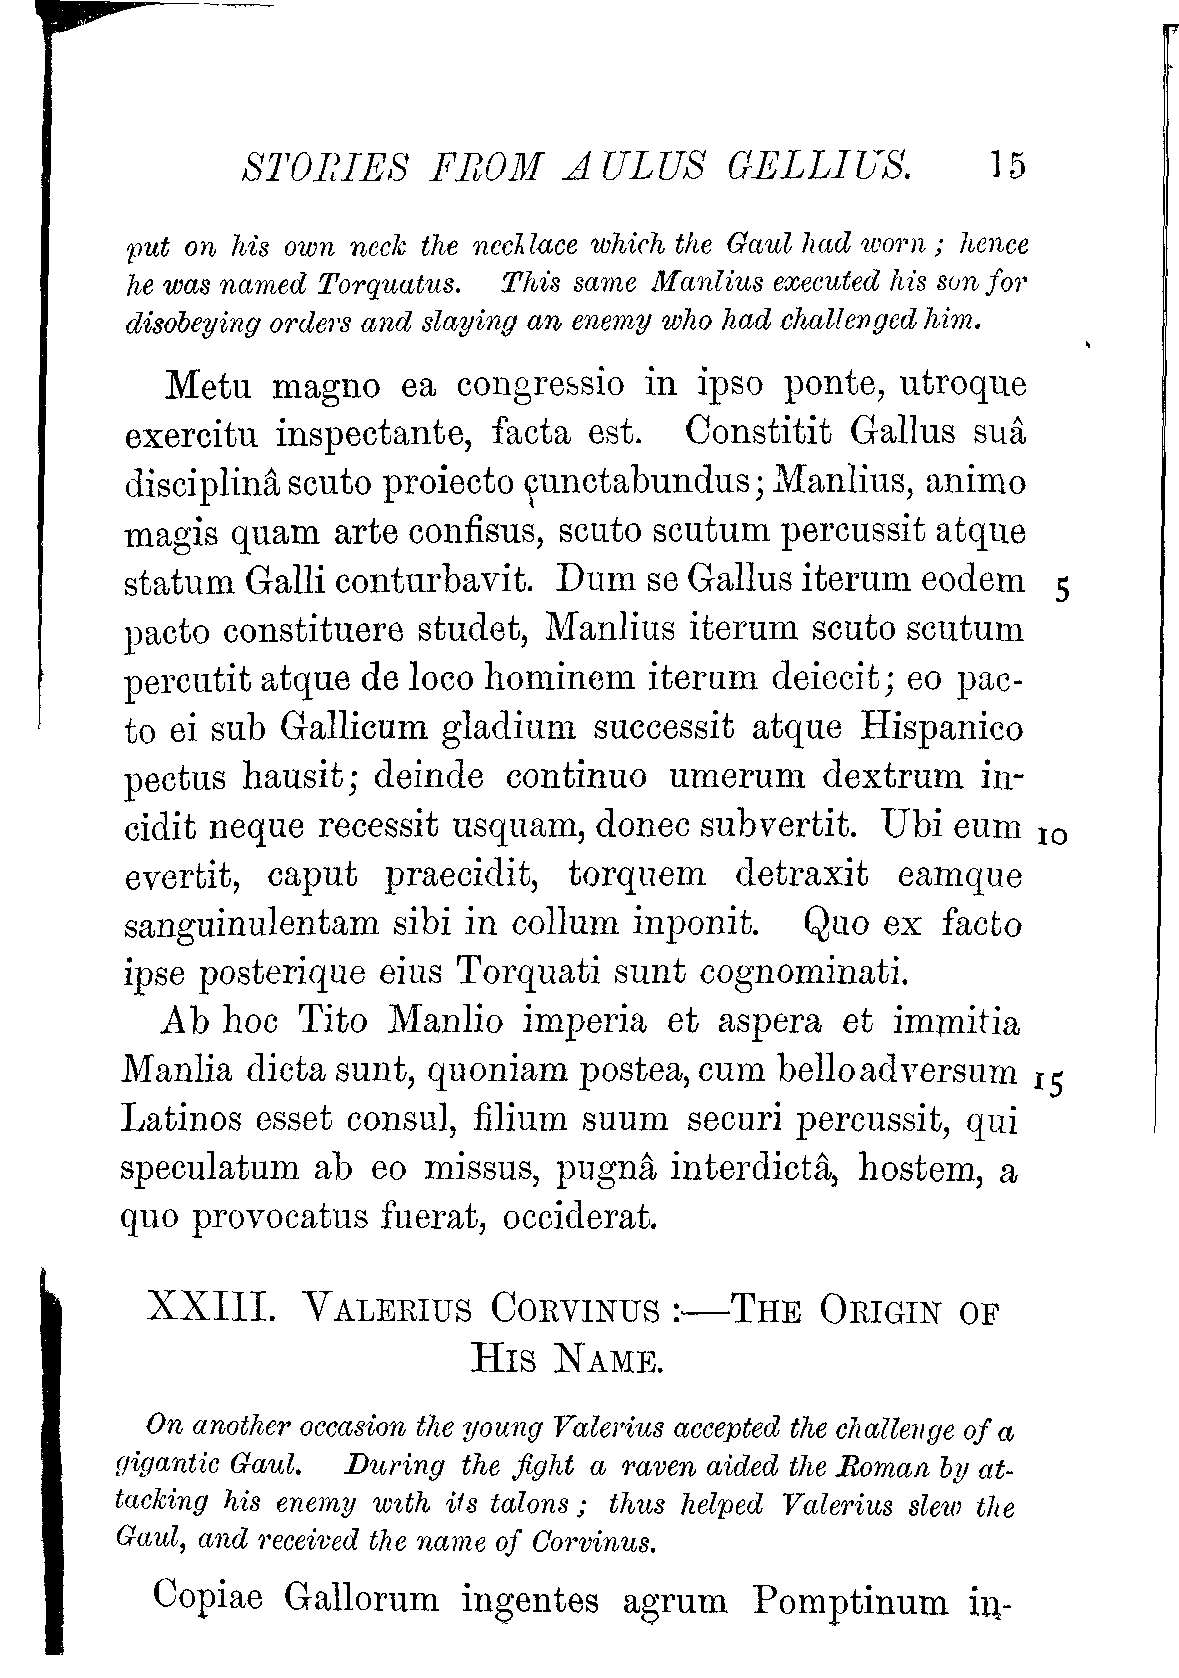 STORIES FROM AULUS GELLIUS. 15
put on his own neck the necklace which the Gaul had worn ; hence
he was named Torquatus. This same Manlius executed his son for
disobeying orders and slaying an enemy who had challenged him.
Metu magno ea congressio in ipso ponte, utroque
exercitu inspectante, facta est. Constitit Gallus suâ
disciplinâ scuto proiecto cunctabundus; Manlius, animo
magis quam arte confisus, scuto scutum percussit atque
statum Galli conturbavit. Dum se Gallus iterum eodem 5
pacto constituere studet, Manlius iterum scuto scutum
percutit atque de loco hominem iterum deiecit; eo pac-
to ei sub Gallicum gladium successit atque Hispanico
pectus hausit; deinde continuo umerum dextrum in-
cidit neque recessit usquam, donec subvertit. Ubi eum 10
evertit, caput praecidit, torquem detraxit eamque
sanguinulentam sibi in collum inponit. Quo ex facto
ipse posterique eius Torquati sunt cognominati.
Ab hoc Tito Manlio imperia et aspera et immitia
Manlia dicta sunt, quoniam postea, cum bello adversum 15
Latinos esset consul, filium suum securi percussit, qui
speculatum ab eo missus, pugnâ interdictâ, hostem, a
quo provocatus fuerat, occiderat.
XXIII. VALERIUS CORVINUS :—THE ORIGIN OF
HIS NAME.
On another occasion the young Valerius accepted the challenge of a
gigantic Gaul. During the fight a raven aided the Roman by at-
tacking his enemy with its talons ; thus helped Valerius slew the
Gaul, and received the name of Corvinus.
Copiae Gallorum ingentes agrum Pomptinum in-